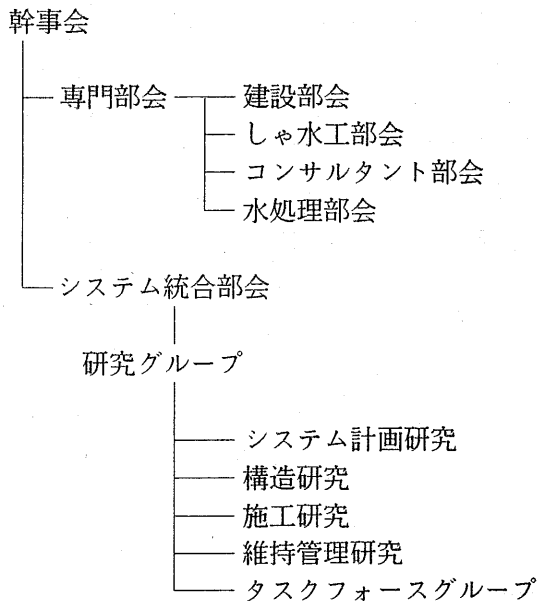 幹事会
専門部会
建設部会
しゃ水工部会
コンサルタント部会
水処理部会
システム統合部会
研究グループ
システム計画研究
構造研究
施工研究
維持管理研究
タスクフォースグループ